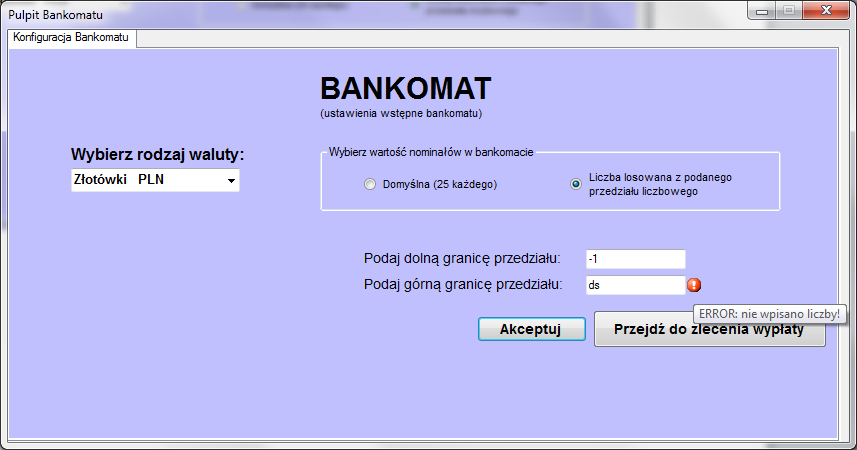 Pulpit Bankomatu
Konfiguracja Bankomatu
BANKOMAT
(ustawienia wstępne bankomatu)
Wybierz rodzaj waluty:
Złotówki PLN
Wybierz wartość nominałów w bankomacie
Domyślna (25 każdego)
Liczba losowana z podanego
przedziału liczbowego
Podaj dolną granicę przedziału:
-1
Podaj górną granicę przedziału:
ds
ERROR: nie wpisano liczby!
Akceptuj
Przejdź do zlecenia wypłaty